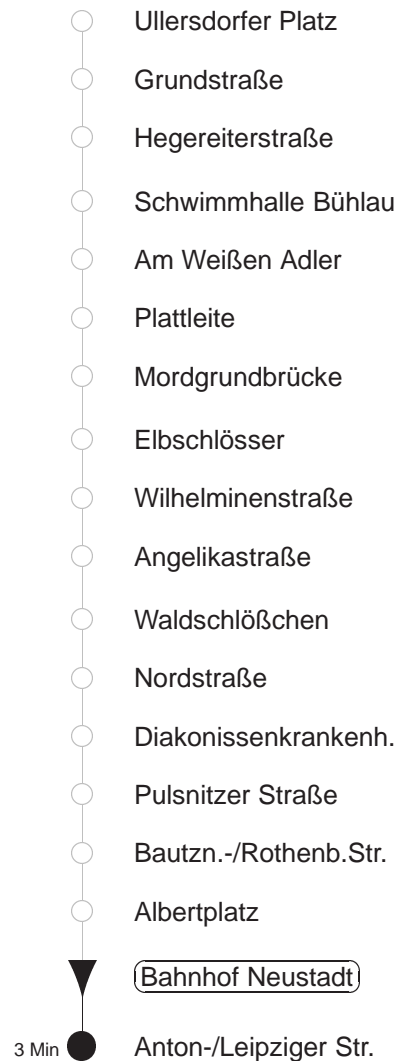 Ullersdorfer Platz
Grundstraße
Hegereiterstraße
Schwimmhalle Bühlau
Am Weißen Adler
Plattleite
Mordgrundbrücke
Elbschlösser
Wilhelminenstraße
Angelikastraße
Waldschlößchen
Nordstraße
Diakonissenkrankenh.
Pulsnitzer Straße
Bautzn.-/Rothenb.Str.
Albertplatz
Bahnhof Neustadt
3 Min Anton-/Leipziger Str.